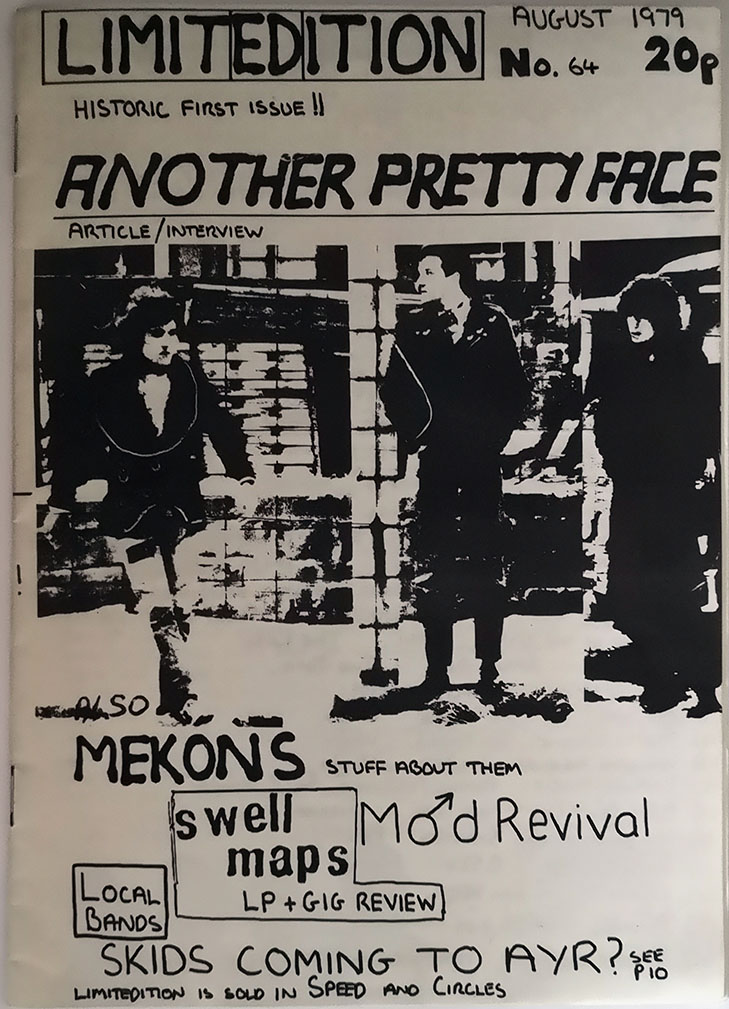 LIMITEDITION
AUGUST 1979
No. 64 20p
HISTORIC FIRST ISSUE!!
ANOTHER PRETTY FACE
ARTICLE/INTERVIEW
ALSO
MEKONS STUFF ABOUT THEM
swell
maps
LP + GIG REVIEW
Mod Revival
LOCAL
BANDS
SKIDS COMING TO AYR? SEE
P10
LIMITEDITION IS SOLD IN SPEED AND CIRCLES